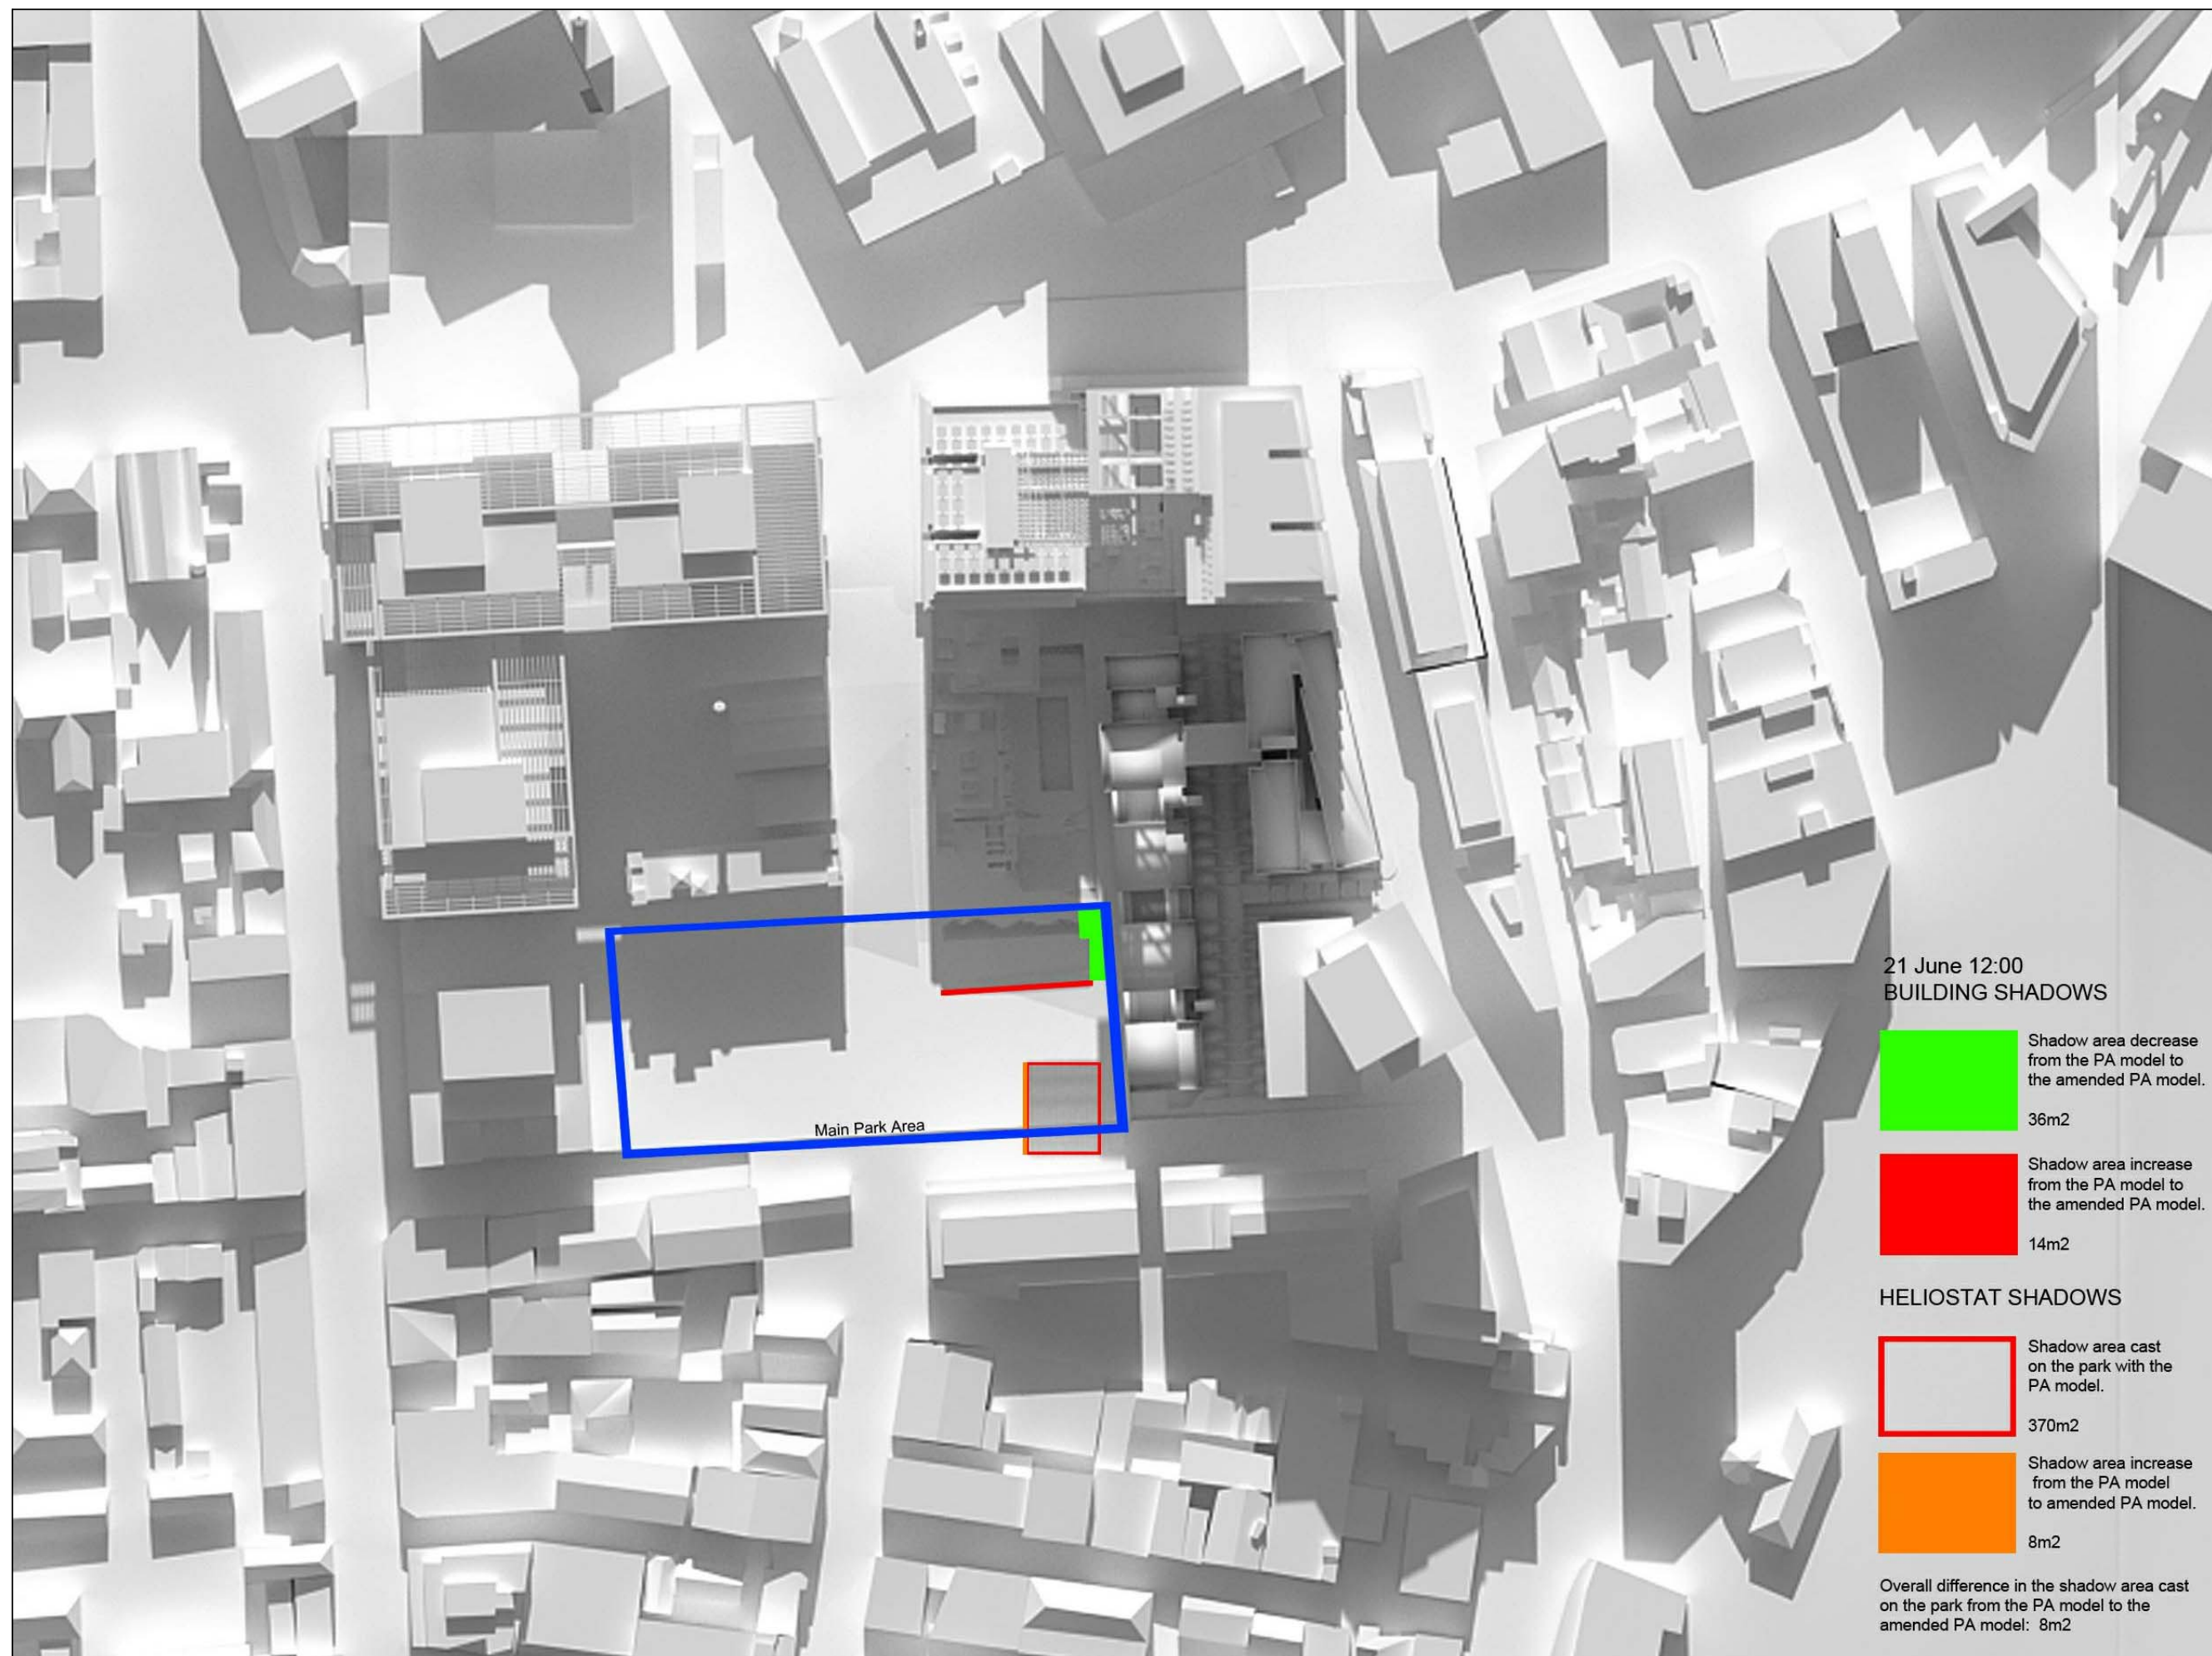 Main Park Area
21 June 12:00
BUILDING SHADOWS
Shadow area decrease
from the PA model to
the amended PA model.
36m2
Shadow area increase
from the PA model to
the amended PA model.
14m2
HELIOSTAT SHADOWS
Shadow area cast
on the park with the
PA model.
370m2
Shadow area increase
from the PA model
to amended PA model.
8m2
Overall difference in the shadow area cast
on the park from the PA model to the
amended PA model: 8m2